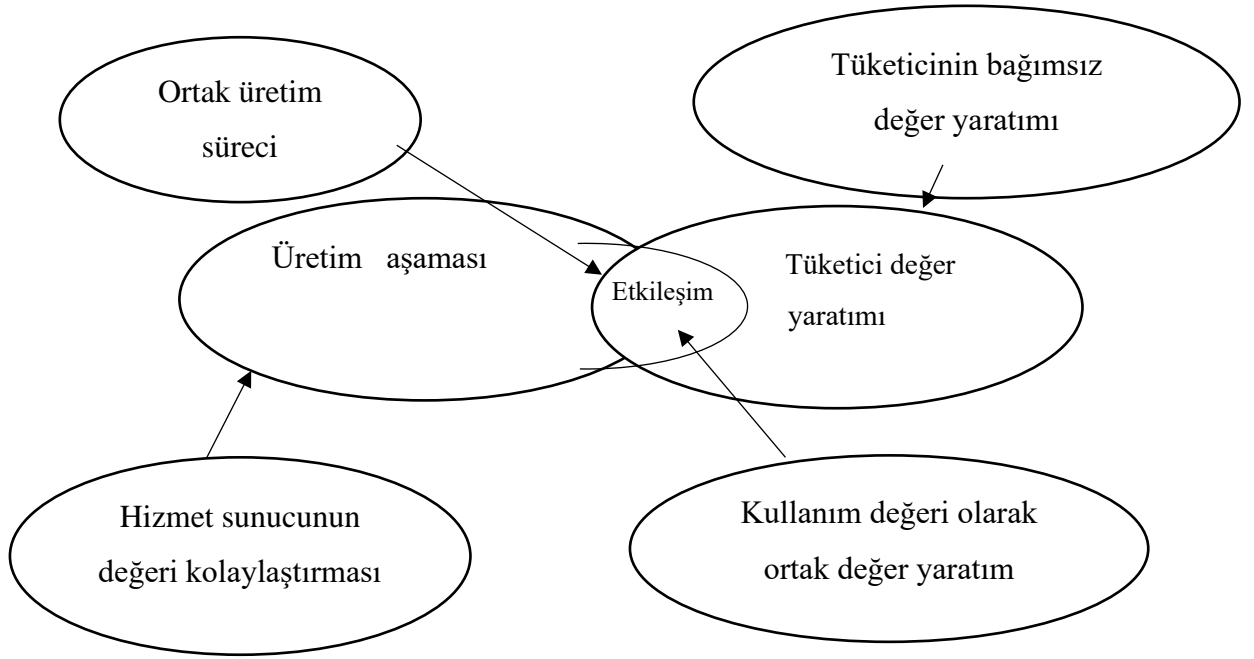 Ortak üretim
süreci
Tüketicinin bağımsız
değer yaratımı
Üretim aşaması
Etkileşim
Tüketici değer
yaratımı
Hizmet sunucunun
değeri kolaylaştırması
Kullanım değeri olarak
ortak değer yaratım